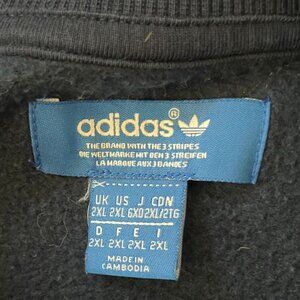 adidas®
THE BRAND WITH THE 3 STRIPES
DIE WELTMARKE MIT DEN 3 STREIFEN
LA MARQUE AUX 3 BANDES
UK US J CDN
2XL 2XL 6XO 2XL/2TG
D F E I
2XL 2XL 2XL 2XL
MADE IN
CAMBODIA